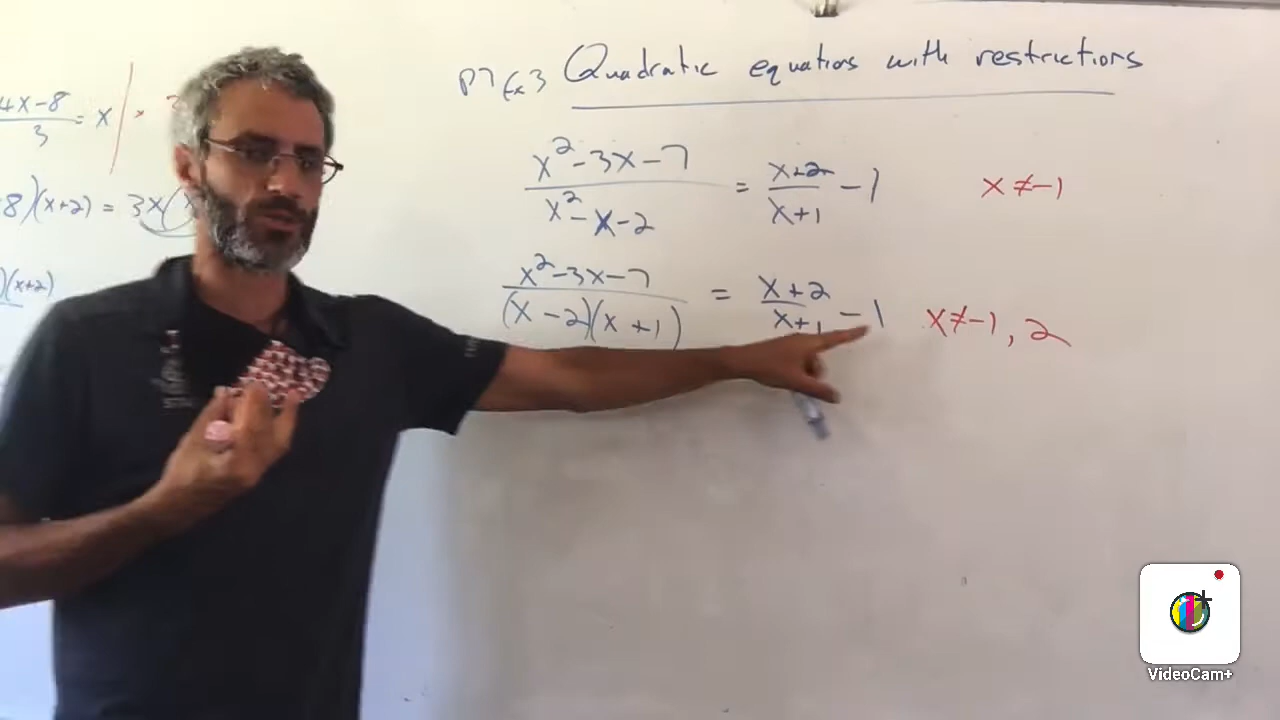 P7 Ex3 Quadratic equations with restrictions
4x-8/3 = x
x²-3x-7/x²-x-2 = x+2/x+1 -1 x≠-1
8)(x+2) = 3x(
x²-3x-7/(x-2)(x+1) = x+2/x+1 -1 x≠-1, 2
)(x+2)
VideoCam+